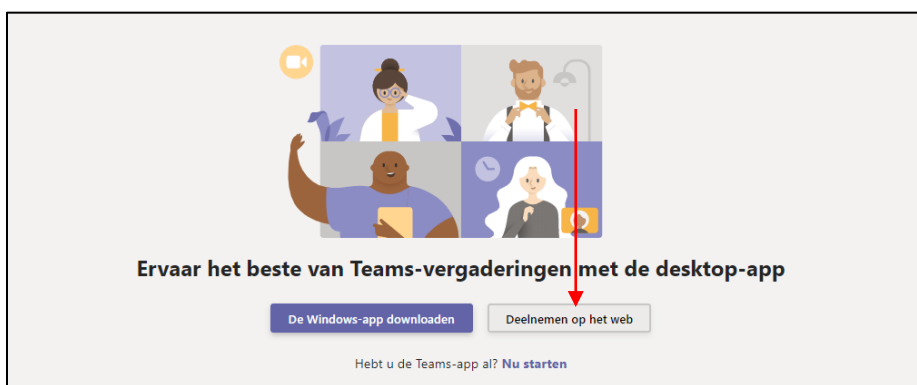 Ervaar het beste van Teams-vergaderingen met de desktop-app
De Windows-app downloaden
Deelnemen op het web
Hebt u de Teams-app al? Nu starten